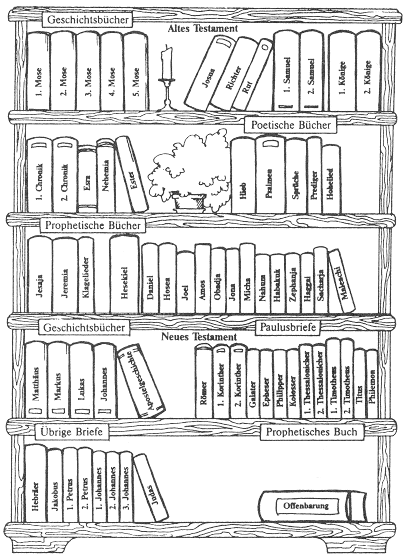 Geschichtsbücher
Altes Testament
1. Mose
2. Mose
3. Mose
4. Mose
5. Mose
Josua
Richter
Rut
1. Samuel
2. Samuel
1. Könige
2. Könige
Poetische Bücher
1. Chronik
2. Chronik
Esra
Nehemia
Ester
Hiob
Psalmen
Sprüche
Prediger
Hohelied
Prophetische Bücher
Jesaja
Jeremia
Klagelieder
Hesekiel
Daniel
Hosea
Joel
Amos
Obadja
Jona
Micha
Nahum
Habakuk
Zephanja
Haggai
Sacharja
Maleachi
Geschichtsbücher
Neues Testament
Paulusbriefe
Matthäus
Markus
Lukas
Johannes
Apostelgeschichte
Römer
1. Korinther
2. Korinther
Galater
Epheser
Philipper
Kolosser
1. Thessalonicher
2. Thessalonicher
1. Timotheus
2. Timotheus
Titus
Philemon
Übrige Briefe
Prophetisches Buch
Hebräer
Jakobus
1. Petrus
2. Petrus
1. Johannes
2. Johannes
3. Johannes
Judas
Offenbarung